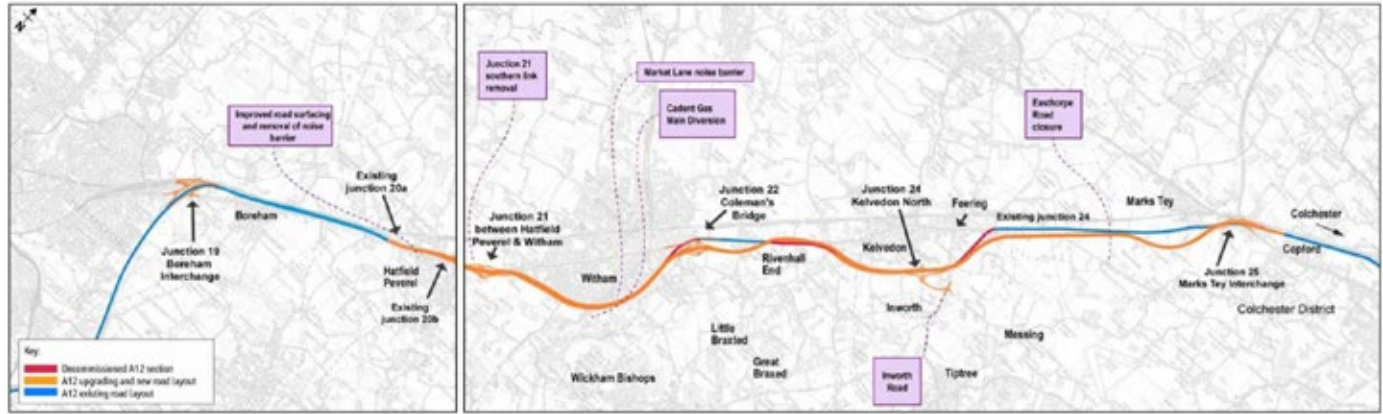 N
Improved road surfacing
and removal of noise
barrier
Existing
junction 20a
Boreham
Junction 19
Boreham
Interchange
Hatfield
Peverel
Existing
junction 20b
Key:
Decommissioned A12 section
A12 upgrading and new road layout
A12 existing road layout
Junction 21
southern link
removal
Market Lane noise barrier
Cadent Gas
Main Diversion
Easthorpe
Road
closure
Junction 21
between Hatfield
Peverel & Witham
Junction 22
Coleman's
Bridge
Junction 24
Kelvedon North
Feering
Existing junction 24
Marks Tey
Colchester
Copford
Witham
Rivenhall
End
Kelvedon
Inworth
Junction 25
Marks Tey Interchange
Colchester District
Little
Braxted
Great
Braxed
Messing
Wickham Bishops
Inworth
Road
Tiptree